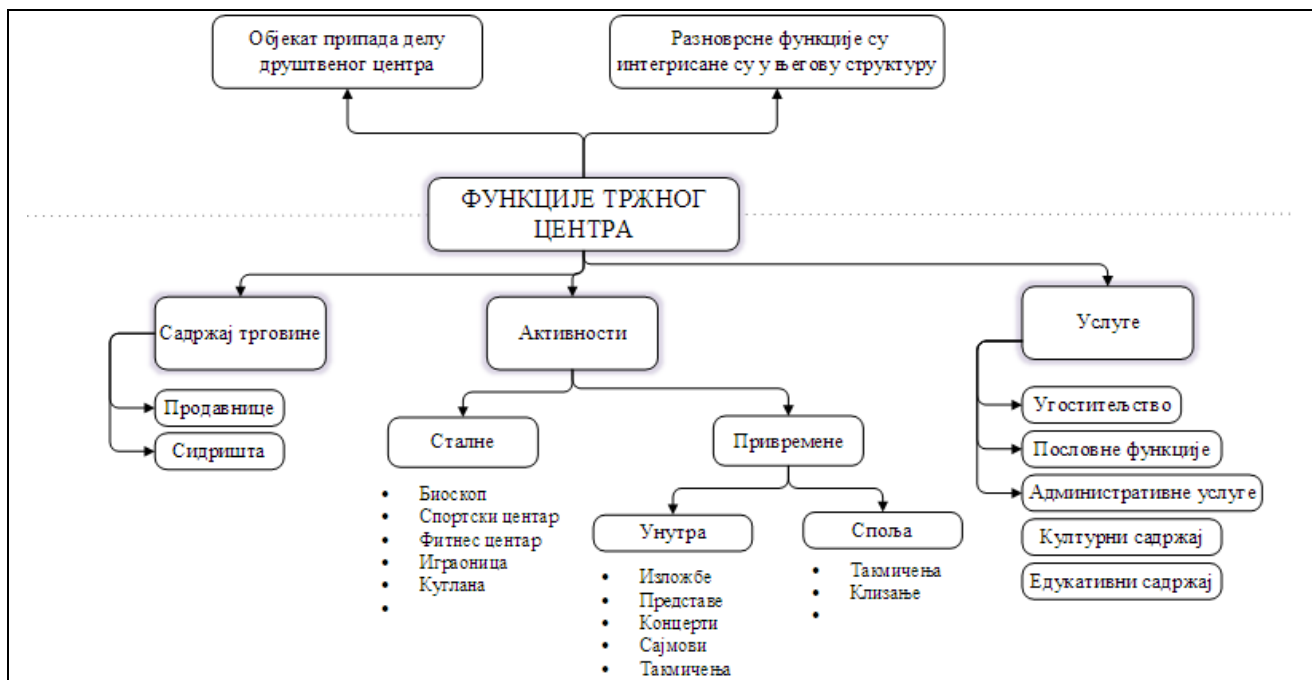 Објекат припада делу
друштвеног центра
Разноврсне функције су
интегрисане су у његову структуру
ФУНКЦИЈЕ ТРЖНОГ
ЦЕНТРА
Садржај трговине
Активности
Услуге
Продавнице
Сидришта
Сталне
Привремене
Угоститељство
Пословне функције
Административне услуге
Културни садржај
Едукативни садржај
• Биоскоп
• Спортски центар
• Фитнес центар
• Играоница
• Куглана
•
Унутра
Споља
• Изложбе
• Представе
• Концерти
• Сајмови
• Такмичења
• Такмичења
• Клизање
•